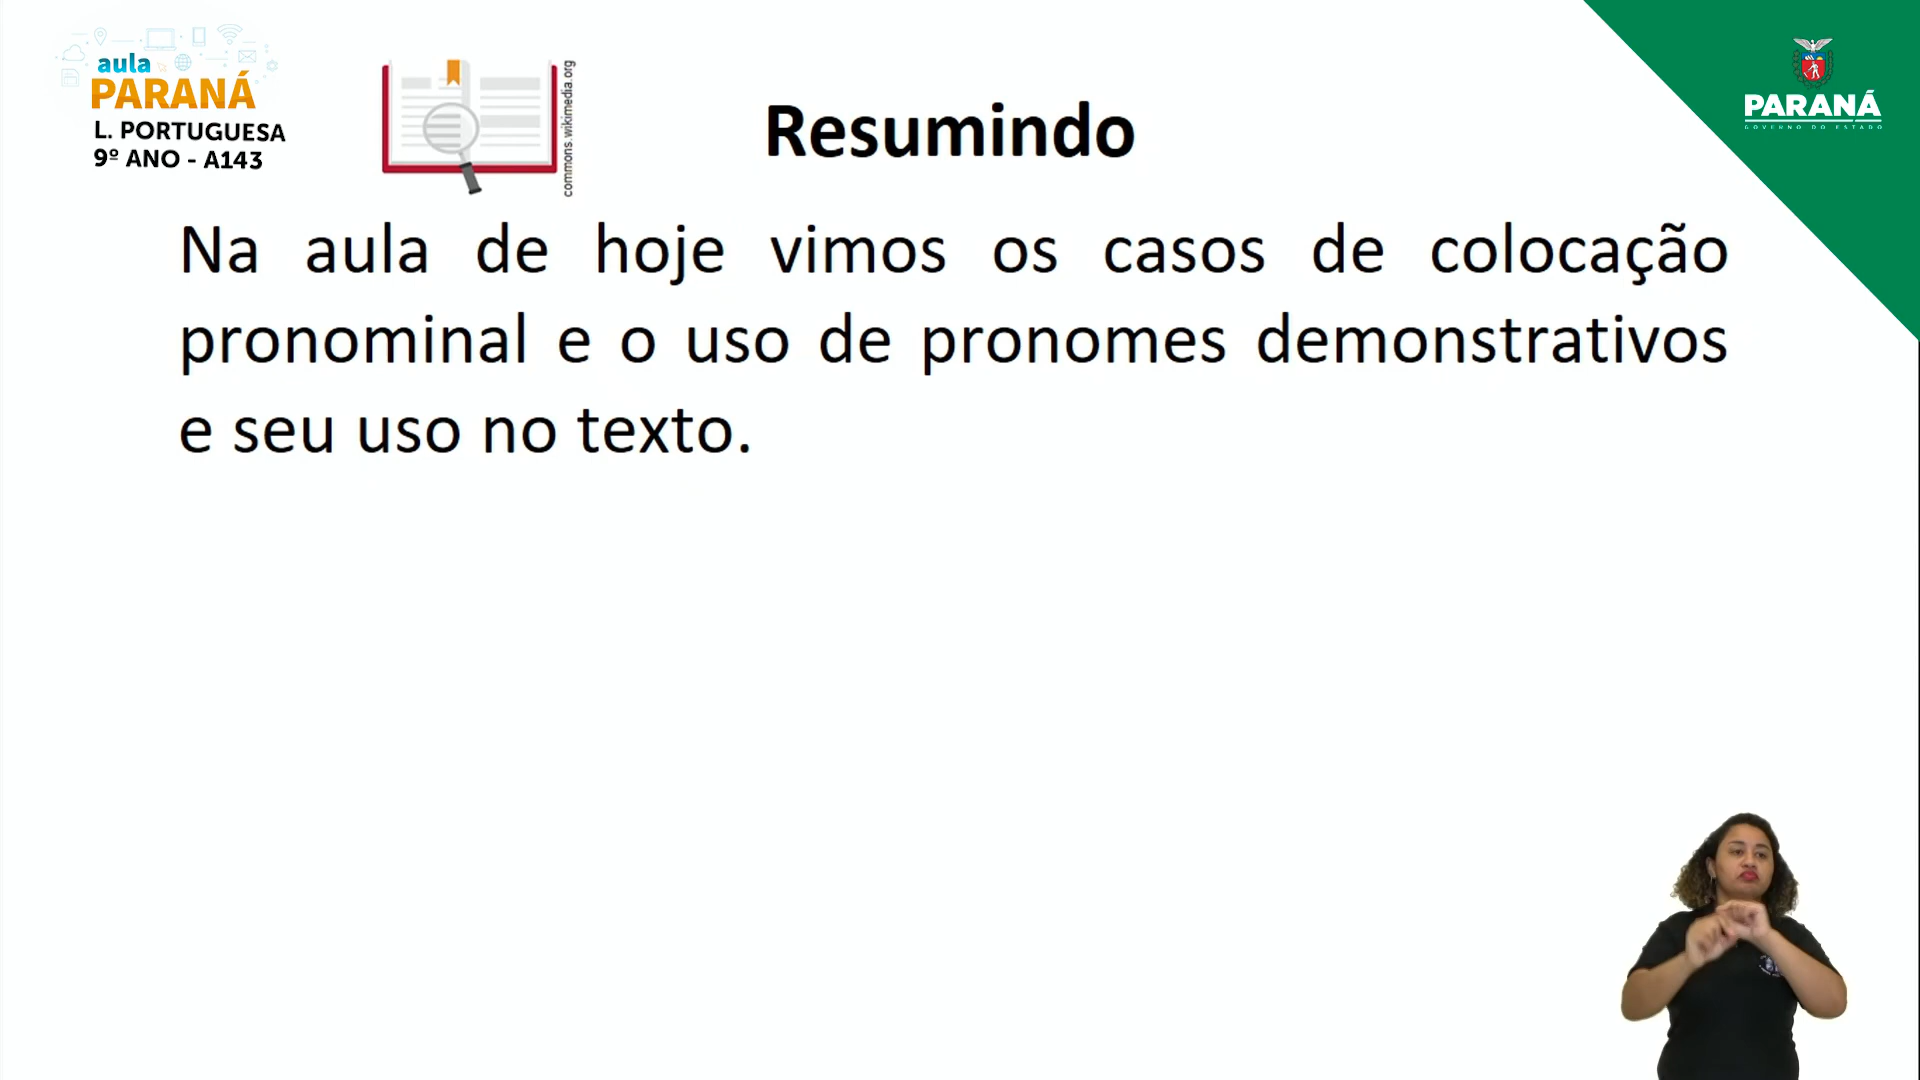 aula
PARANÁ
L. PORTUGUESA
9º ANO - A143
commons.wikimedia.org
Resumindo
PARANÁ
GOVERNO DO ESTADO
Na aula de hoje vimos os casos de colocação
pronominal e o uso de pronomes demonstrativos
e seu uso no texto.